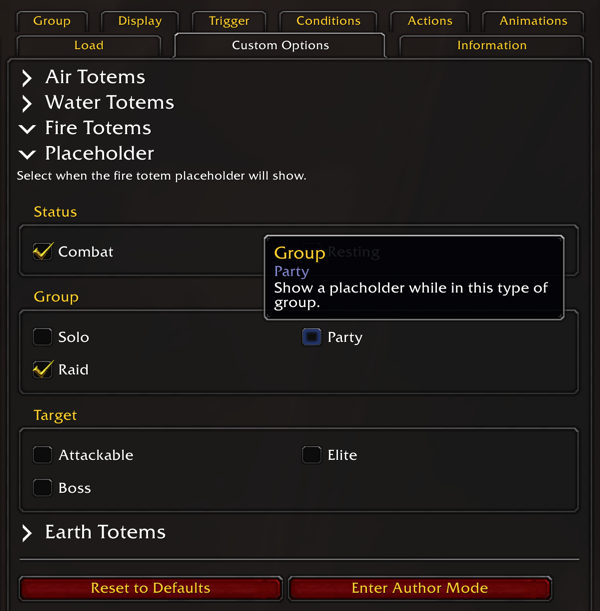 Group Display Trigger Conditions Actions Animations
Load Custom Options Information
Air Totems
Water Totems
Fire Totems
Placeholder
Select when the fire totem placeholder will show.
Status
Combat Resting
Group
Party
Show a placholder while in this type of
group.
Group
Solo Party
Raid
Target
Attackable Elite
Boss
Earth Totems
Reset to Defaults Enter Author Mode